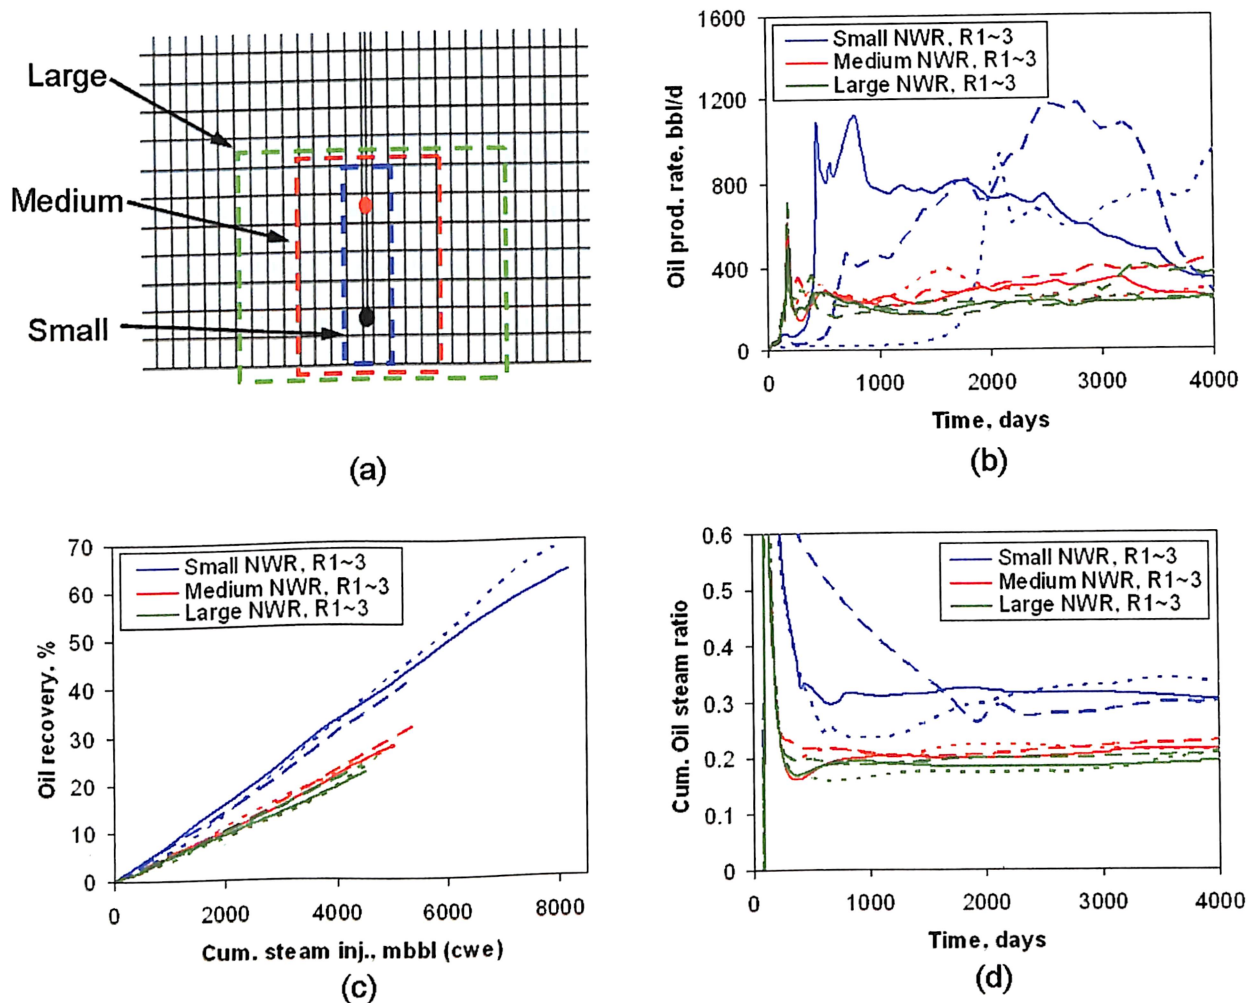 Large
Medium
Small
(a)
Oil prod. rate, bbl/d
1600
1200
800
400
0
Small NWR, R1~3
Medium NWR, R1~3
Large NWR, R1~3
0 1000 2000 3000 4000
Time, days
(b)
Oil recovery, %
70
60
50
40
30
20
10
0
Small NWR, R1~3
Medium NWR, R1~3
Large NWR, R1~3
0 2000 4000 6000 8000
Cum. steam inj., mbbl (cwe)
(c)
Cum. Oil steam ratio
0.6
0.5
0.4
0.3
0.2
0.1
0
Small NWR, R1~3
Medium NWR, R1~3
Large NWR, R1~3
0 1000 2000 3000 4000
Time, days
(d)